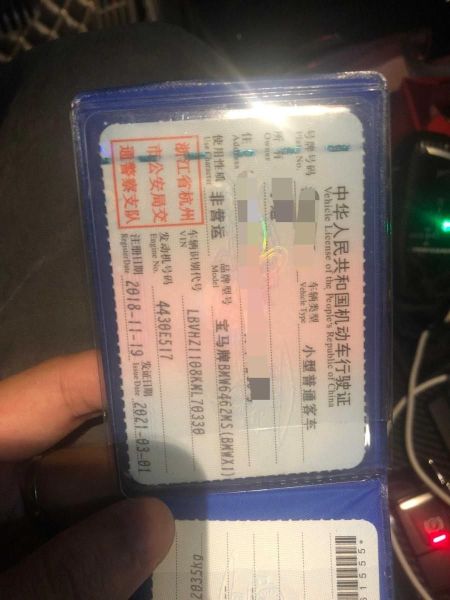 中华人民共和国机动车行驶证
Vehicle License of the People's Republic of China
号牌号码
Plate No.
车辆类型
Vehicle Type
小型普通客车
所有人
Owner
住
Address
使用性质
Use Character
非营运
品牌型号
Model
宝马牌BMW6462MS(BMWX1)
浙江省杭州
市公安局交
通警察支队
车辆识别代号
VIN
LBVHZ1108KML70330
发动机号码
Engine No.
4430E517
注册日期
Register Date
2018-11-19
发证日期
Issue Date
2021-03-01